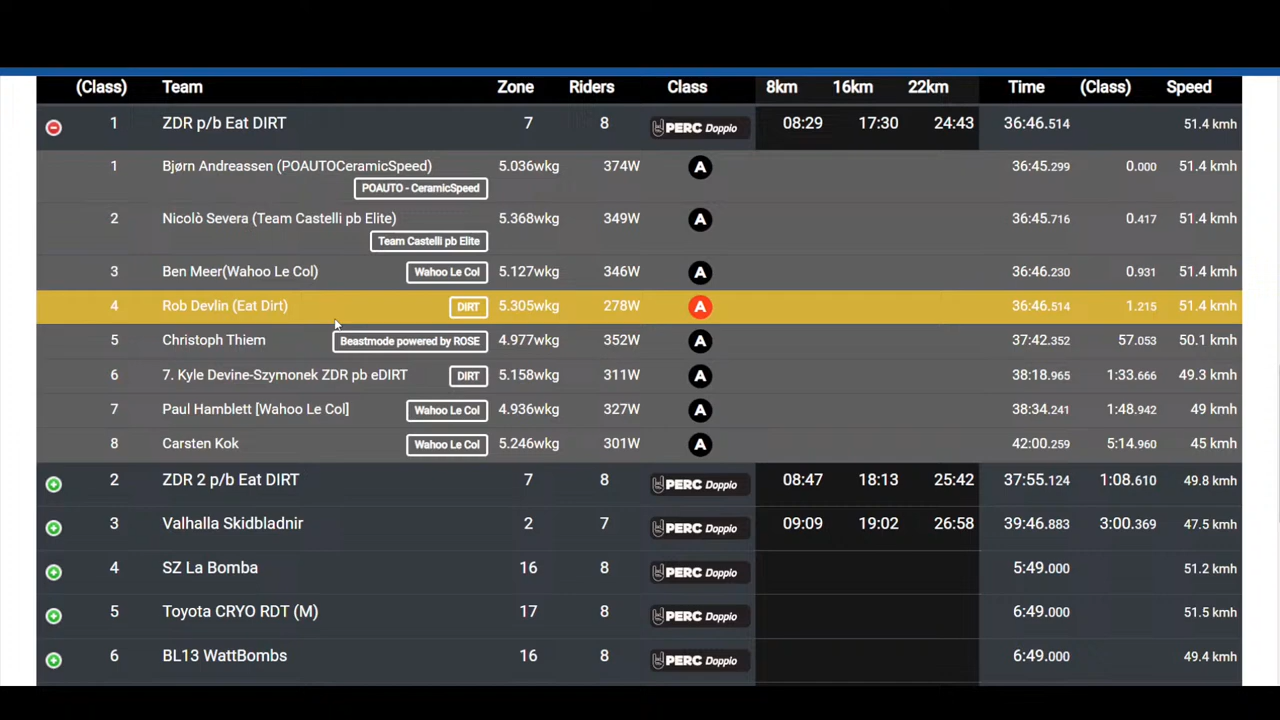 (Class) Team Zone Riders Class 8km 16km 22km Time (Class) Speed
1 ZDR p/b Eat DIRT 7 8 PERC Doppio 08:29 17:30 24:43 36:46.514 51.4 kmh
1 Bjørn Andreassen (POAUTOCeramicSpeed) 5.036wkg 374W A 36:45.299 0.000 51.4 kmh
POAUTO - CeramicSpeed
2 Nicolò Severa (Team Castelli pb Elite) 5.368wkg 349W A 36:45.716 0.417 51.4 kmh
Team Castelli pb Elite
3 Ben Meer(Wahoo Le Col) Wahoo Le Col 5.127wkg 346W A 36:46.230 0.931 51.4 kmh
4 Rob Devlin (Eat Dirt) DIRT 5.305wkg 278W A 36:46.514 1.215 51.4 kmh
5 Christoph Thiem Beastmode powered by ROSE 4.977wkg 352W A 37:42.352 57.053 50.1 kmh
6 7. Kyle Devine-Szymonek ZDR pb eDIRT DIRT 5.158wkg 311W A 38:18.965 1:33.666 49.3 kmh
7 Paul Hamblett [Wahoo Le Col] Wahoo Le Col 4.936wkg 327W A 38:34.241 1:48.942 49 kmh
8 Carsten Kok Wahoo Le Col 5.246wkg 301W A 42:00.259 5:14.960 45 kmh
2 ZDR 2 p/b Eat DIRT 7 8 PERC Doppio 08:47 18:13 25:42 37:55.124 1:08.610 49.8 kmh
3 Valhalla Skidbladnir 2 7 PERC Doppio 09:09 19:02 26:58 39:46.883 3:00.369 47.5 kmh
4 SZ La Bomba 16 8 PERC Doppio 5:49.000 51.2 kmh
5 Toyota CRYO RDT (M) 17 8 PERC Doppio 6:49.000 51.5 kmh
6 BL13 WattBombs 16 8 PERC Doppio 6:49.000 49.4 kmh